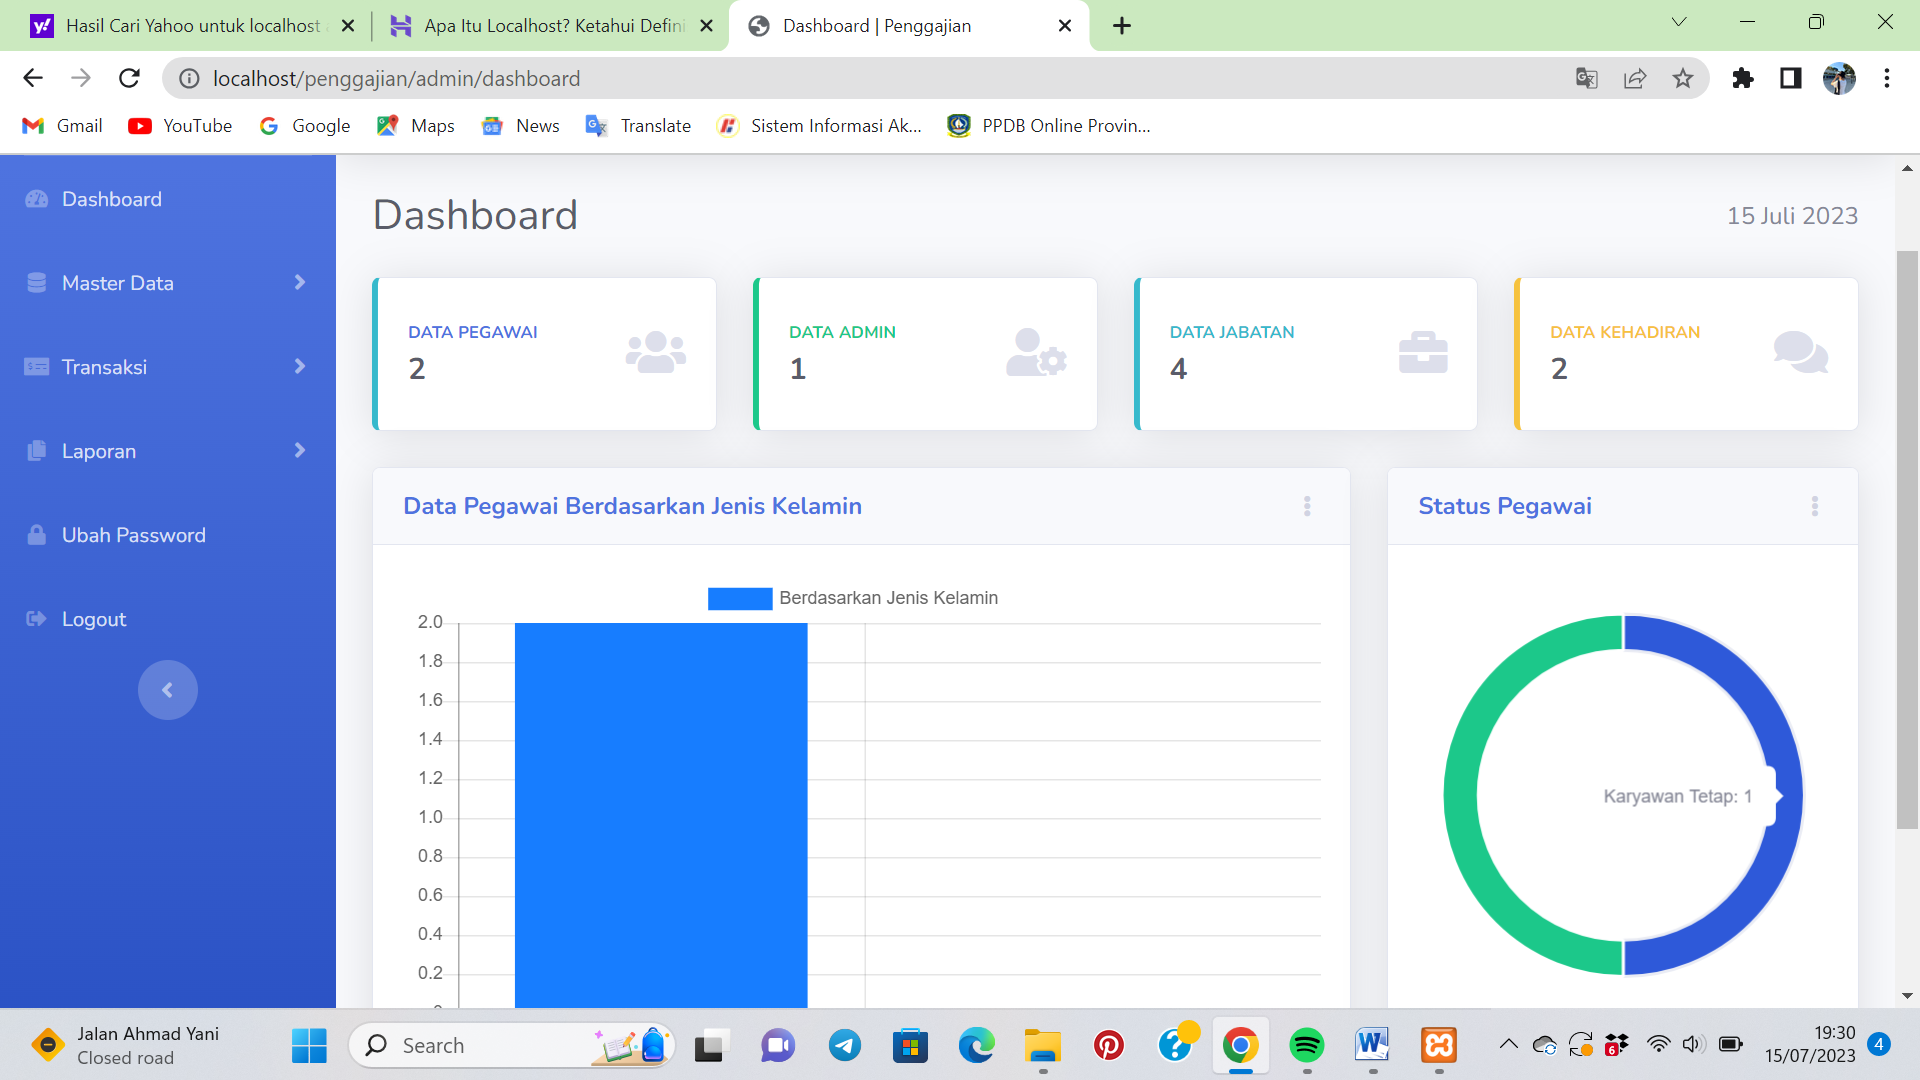 Hasil Cari Yahoo untuk localhost
Apa Itu Localhost? Ketahui Defini
Dashboard | Penggajian
localhost/penggajian/admin/dashboard
Gmail
YouTube
Google
Maps
News
Translate
Sistem Informasi Ak...
PPDB Online Provin...
Dashboard
Master Data
Transaksi
Laporan
Ubah Password
Logout
Dashboard
15 Juli 2023
DATA PEGAWAI
2
DATA ADMIN
1
DATA JABATAN
4
DATA KEHADIRAN
2
Data Pegawai Berdasarkan Jenis Kelamin
Berdasarkan Jenis Kelamin
2.0
1.8
1.6
1.4
1.2
1.0
0.8
0.6
0.4
0.2
Status Pegawai
Karyawan Tetap: 1
Jalan Ahmad Yani
Closed road
Search
6
19:30
15/07/2023
4